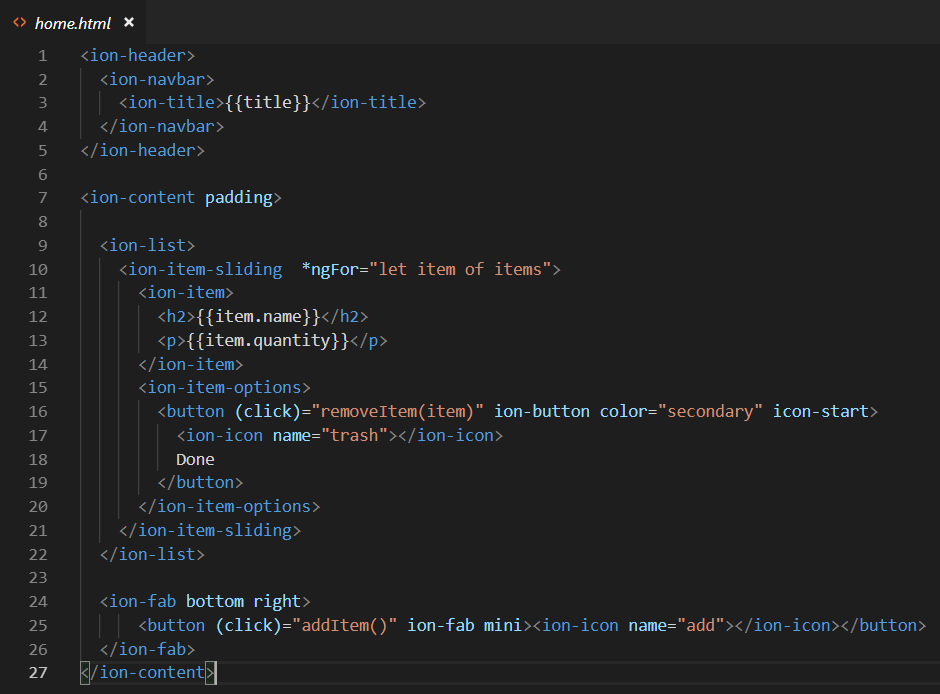 <> home.html ×
1 <ion-header>
2   <ion-navbar>
3     <ion-title>{{title}}</ion-title>
4   </ion-navbar>
5 </ion-header>
6
7 <ion-content padding>
8
9   <ion-list>
10     <ion-item-sliding  *ngFor="let item of items">
11       <ion-item>
12         <h2>{{item.name}}</h2>
13         <p>{{item.quantity}}</p>
14       </ion-item>
15       <ion-item-options>
16         <button (click)="removeItem(item)" ion-button color="secondary" icon-start>
17           <ion-icon name="trash"></ion-icon>
18           Done
19         </button>
20       </ion-item-options>
21     </ion-item-sliding>
22   </ion-list>
23
24   <ion-fab bottom right>
25       <button (click)="addItem()" ion-fab mini><ion-icon name="add"></ion-icon></button>
26   </ion-fab>
27 </ion-content>